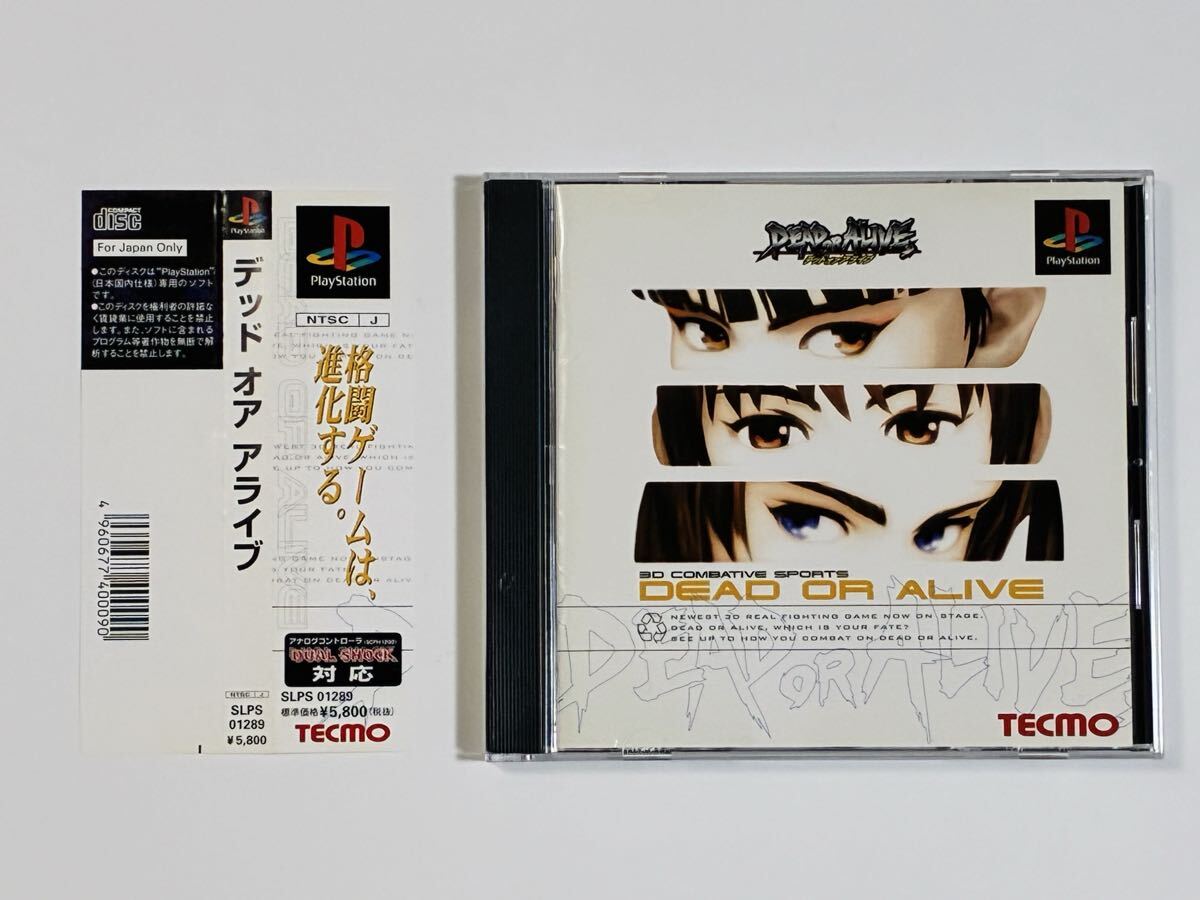 COMPACT
disc
For Japan Only
●このディスクは"PlayStation"
(日本国内仕様)専用のソフト
です。
●このディスクを権利者の許諾な
く賃貸業に使用することを禁止
します。また、ソフトに含まれる
プログラム等著作物を無断で解
析することを禁止します。
4960677400090
PlayStation
デッド オア アライブ
NTSC J
SLPS
01289
¥5,800
PlayStation
NTSC J
格闘ゲームは、
進化する。
アナログコントローラ(SCPH-1200)
DUAL SHOCK
対応
SLPS 01289
標準価格¥5,800(税抜)
TECMO
DEAD OR ALIVE
デッド オア アライブ
PlayStation
3D COMBATIVE SPORTS
DEAD OR ALIVE
NEWEST 3D REAL FIGHTING GAME NOW ON STAGE.
DEAD OR ALIVE, WHICH IS YOUR FATE?
SEE UP TO HOW YOU COMBAT ON DEAD OR ALIVE.
DEAD OR ALIVE
TECMO